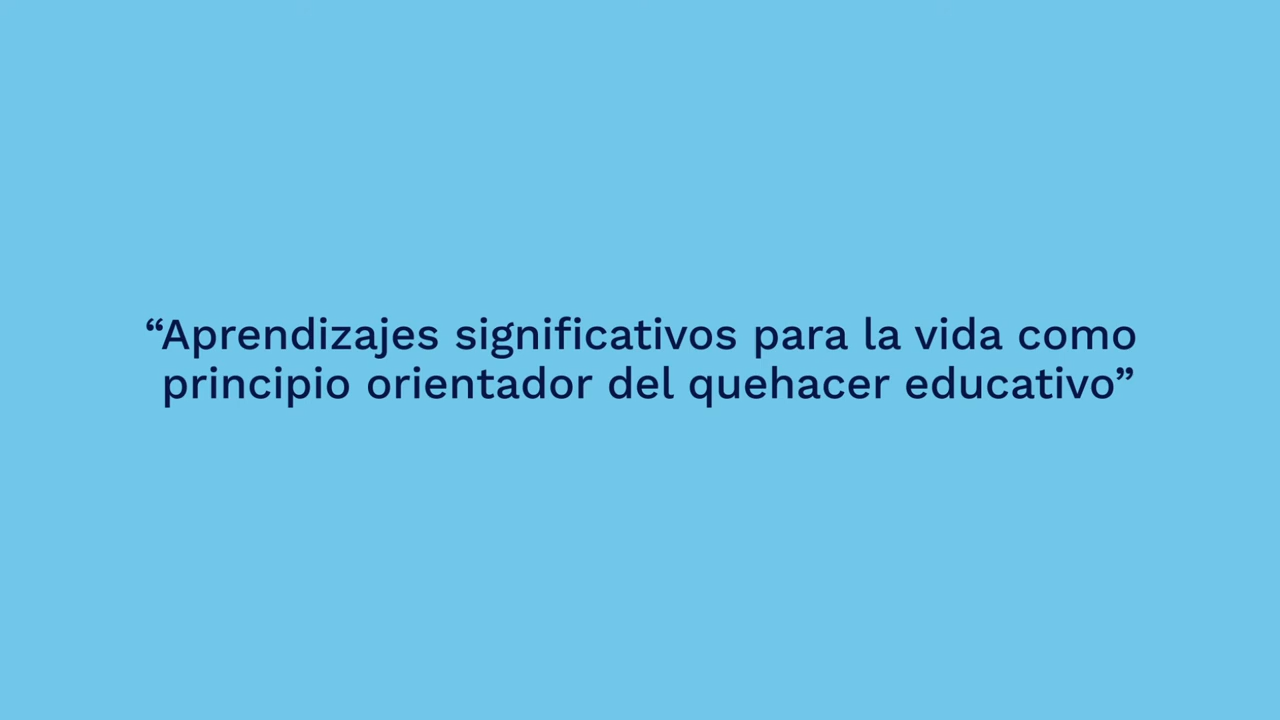 “Aprendizajes significativos para la vida como
principio orientador del quehacer educativo”